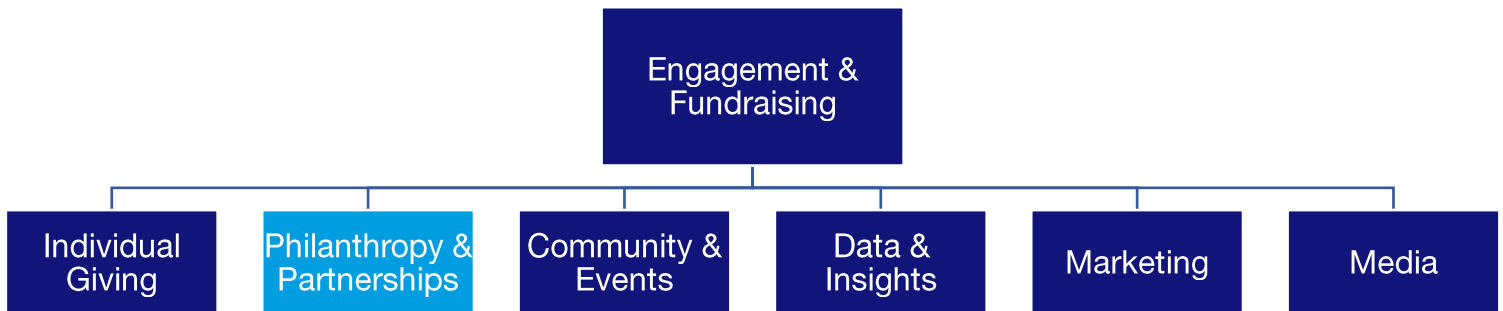 Engagement &
Fundraising
Individual
Giving
Philanthropy &
Partnerships
Community &
Events
Data &
Insights
Marketing
Media